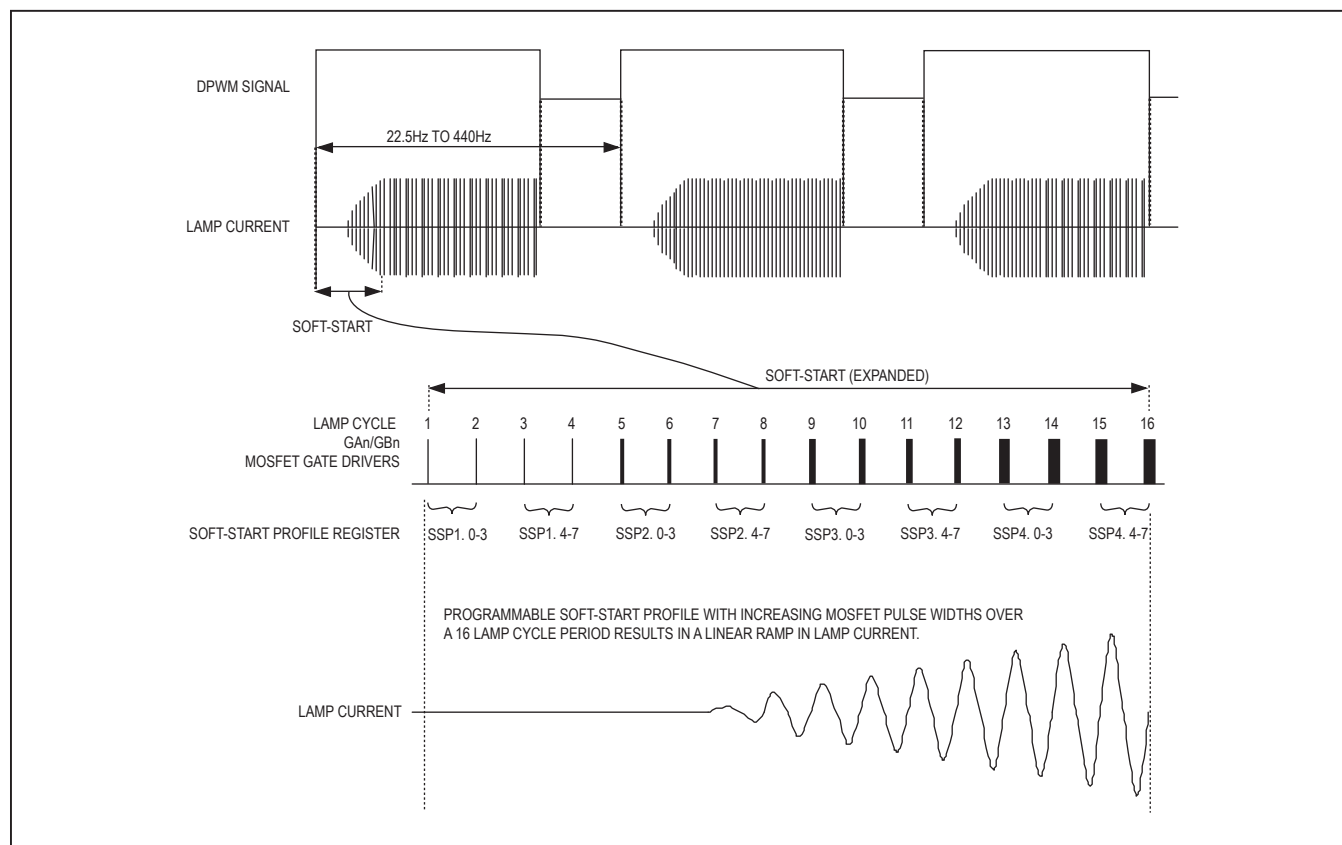 DPWM SIGNAL
22.5Hz TO 440Hz
LAMP CURRENT
SOFT-START
SOFT-START (EXPANDED)
LAMP CYCLE 1 2 3 4 5 6 7 8 9 10 11 12 13 14 15 16
GAn/GBn
MOSFET GATE DRIVERS
SOFT-START PROFILE REGISTER SSP1. 0-3 SSP1. 4-7 SSP2. 0-3 SSP2. 4-7 SSP3. 0-3 SSP3. 4-7 SSP4. 0-3 SSP4. 4-7
PROGRAMMABLE SOFT-START PROFILE WITH INCREASING MOSFET PULSE WIDTHS OVER
A 16 LAMP CYCLE PERIOD RESULTS IN A LINEAR RAMP IN LAMP CURRENT.
LAMP CURRENT